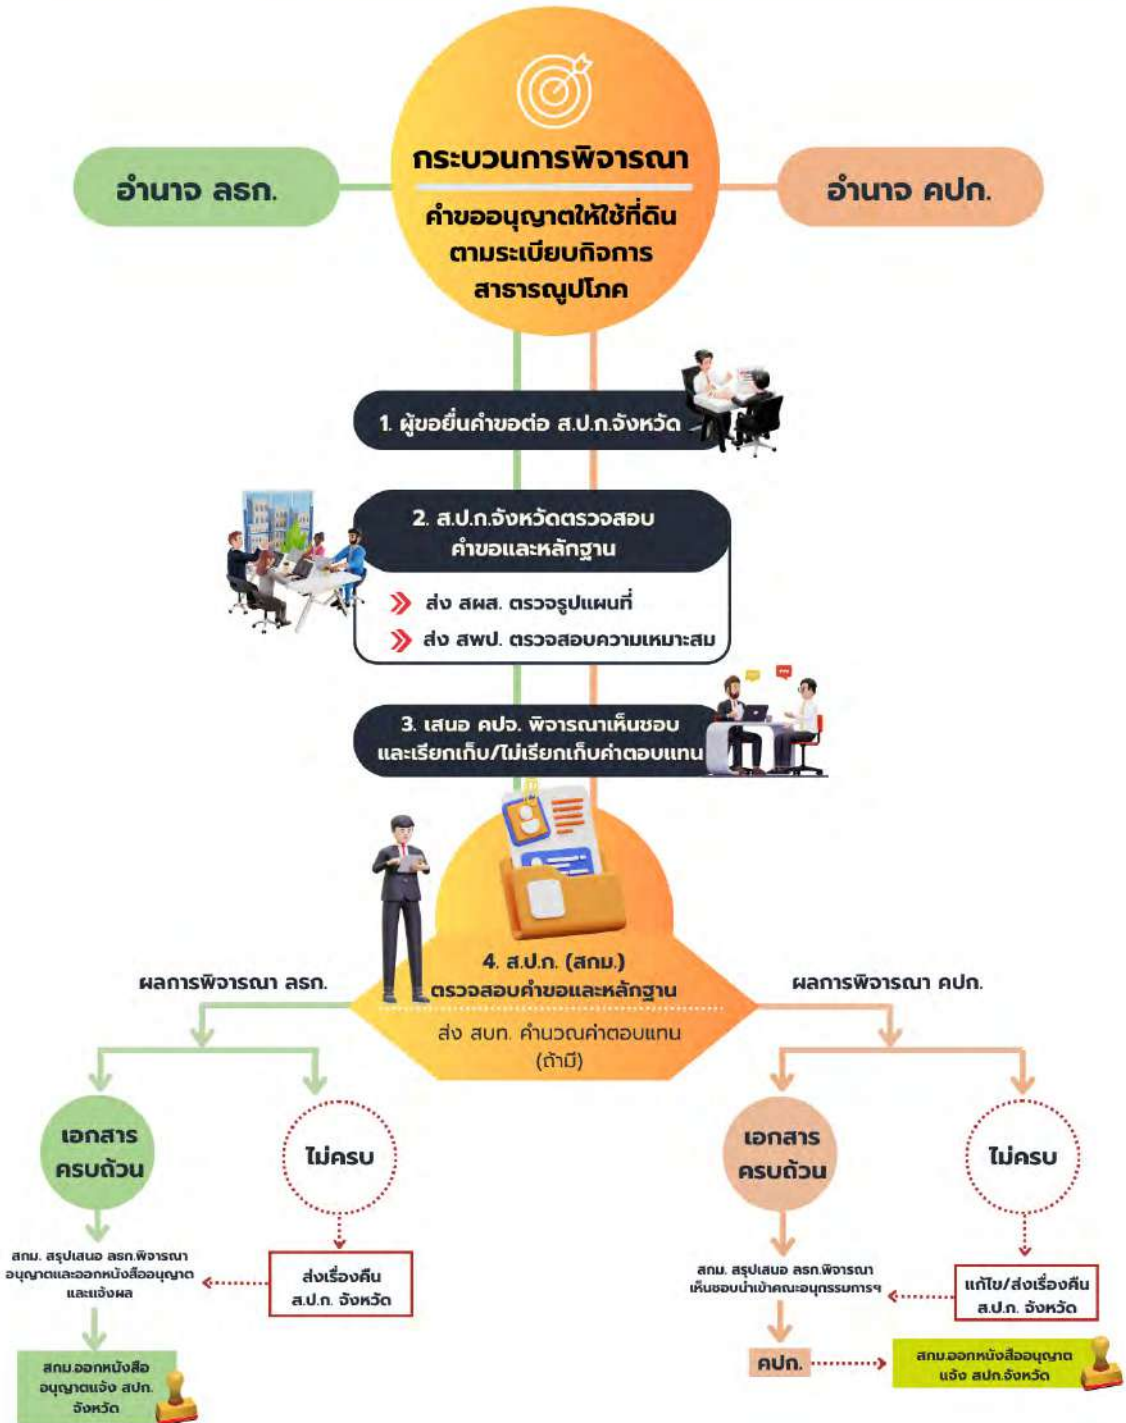 กระบวนการพิจารณา
คำขออนุญาตให้ใช้ที่ดิน
ตามระเบียบกิจการ
สาธารณูปโภค
อำนาจ ลธก.
อำนาจ คปก.
1. ผู้ขอยื่นคำขอต่อ ส.ป.ก.จังหวัด
2. ส.ป.ก.จังหวัดตรวจสอบ
คำขอและหลักฐาน
ส่ง สผส. ตรวจรูปแผนที่
ส่ง สพป. ตรวจสอบความเหมาะสม
3. เสนอ คปจ. พิจารณาเห็นชอบ
และเรียกเก็บ/ไม่เรียกเก็บค่าตอบแทน
4. ส.ป.ก. (สกม.)
ตรวจสอบคำขอและหลักฐาน
ส่ง สบท. คำนวณค่าตอบแทน
(ถ้ามี)
ผลการพิจารณา ลธก.
เอกสาร
ครบถ้วน
ไม่ครบ
สกม. สรุปเสนอ ลธก.พิจารณา
อนุญาตและออกหนังสืออนุญาต
และแจ้งผล
ส่งเรื่องคืน
ส.ป.ก. จังหวัด
สกม.ออกหนังสือ
อนุญาตแจ้ง สปก.
จังหวัด
ผลการพิจารณา คปก.
เอกสาร
ครบถ้วน
ไม่ครบ
สกม. สรุปเสนอ ลธก.พิจารณา
เห็นชอบนำเข้าคณะอนุกรรมการฯ
แก้ไข/ส่งเรื่องคืน
ส.ป.ก. จังหวัด
คปก.
สกม.ออกหนังสืออนุญาต
แจ้ง สปก.จังหวัด